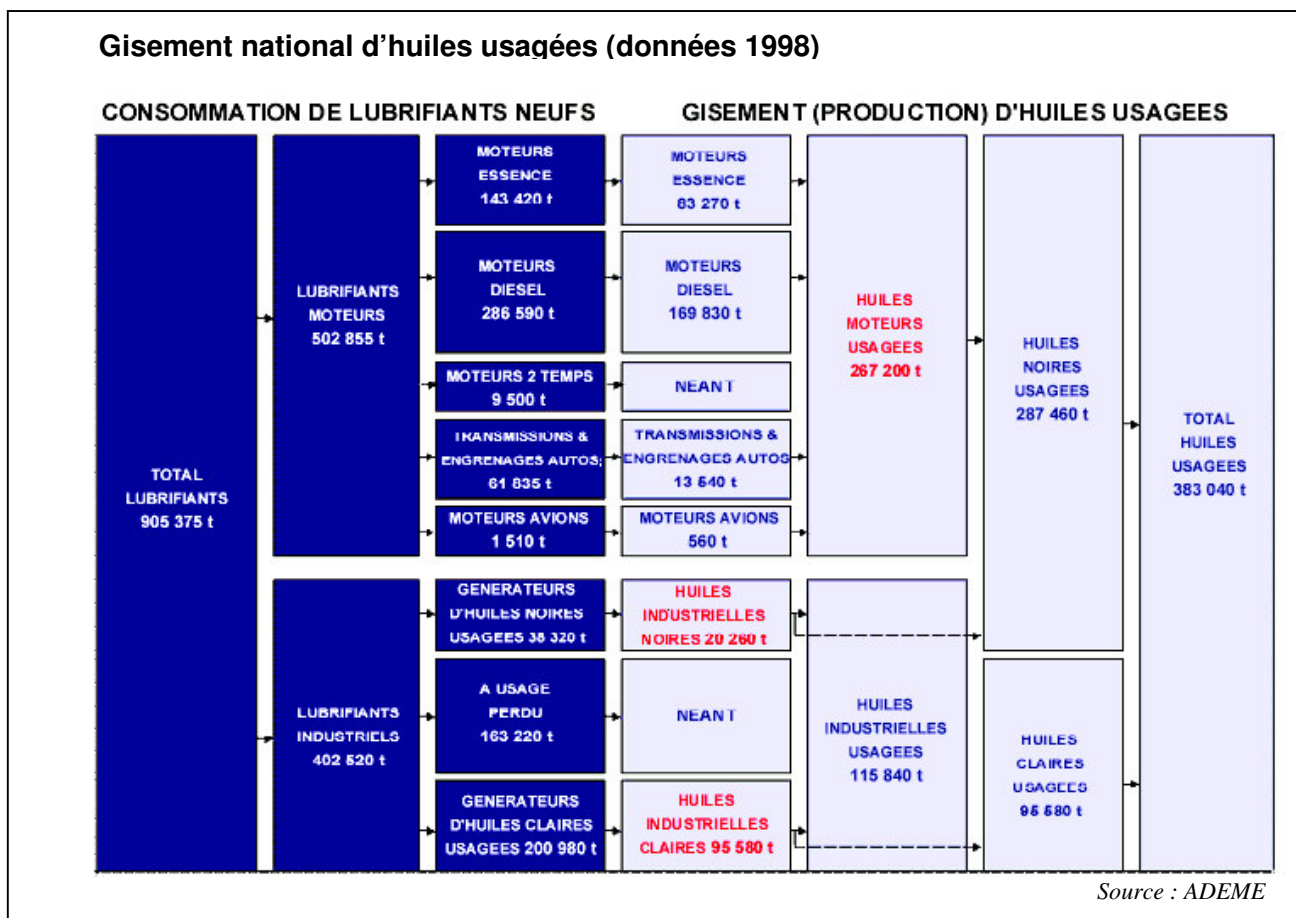 Gisement national d'huiles usagées (données 1998)
CONSOMMATION DE LUBRIFIANTS NEUFS
GISEMENT (PRODUCTION) D'HUILES USAGEES
TOTAL
LUBRIFIANTS
905 375 t
LUBRIFIANTS
MOTEURS
502 855 t
LUBRIFIANTS
INDUSTRIELS
402 520 t
MOTEURS
ESSENCE
143 420 t
MOTEURS
DIESEL
286 590 t
MOTEURS 2 TEMPS
9 500 t
TRANSMISSIONS &
ENGRENAGES AUTOS;
61 835 t
MOTEURS AVIONS
1 510 t
GENERATEURS
D'HUILES NOIRES
USAGEES 38 320 t
A USAGE
PERDU
163 220 t
GENERATEURS
D'HUILES CLAIRES
USAGEES 200 980 t
MOTEURS
ESSENCE
83 270 t
MOTEURS
DIESEL
169 830 t
NEANT
TRANSMISSIONS &
ENGRENAGES AUTOS
13 540 t
MOTEURS AVIONS
560 t
HUILES
INDUSTRIELLES
NOIRES 20 260 t
NEANT
HUILES
INDUSTRIELLES
CLAIRES 95 580 t
HUILES
MOTEURS
USAGEES
267 200 t
HUILES
INDUSTRIELLES
USAGEES
115 840 t
HUILES
NOIRES
USAGEES
287 460 t
HUILES
CLAIRES
USAGEES
95 580 t
TOTAL
HUILES
USAGEES
383 040 t
Source : ADEME